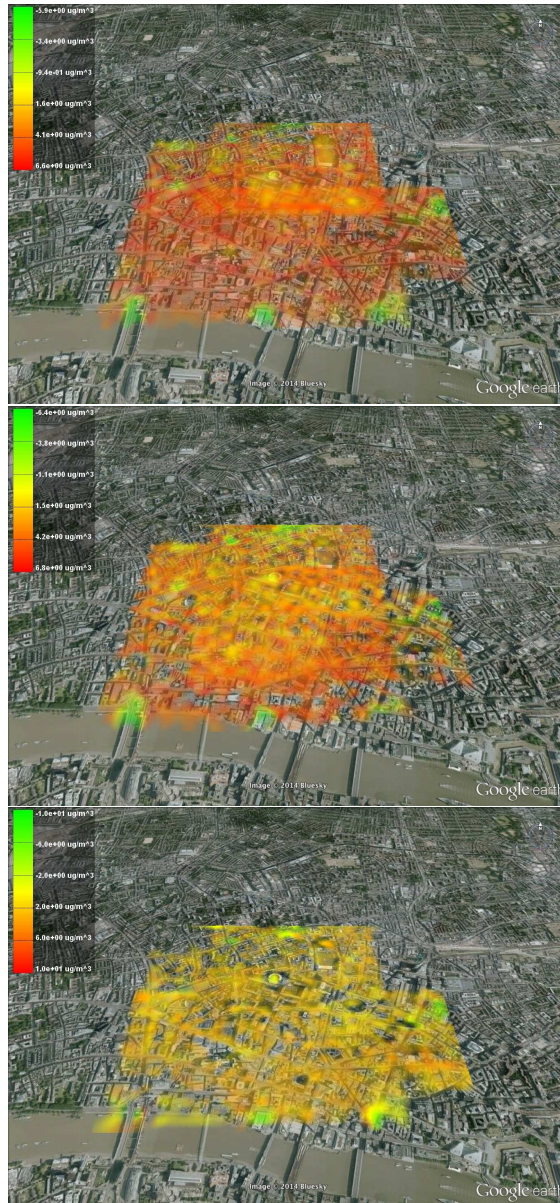 -5.9e+00 ug/m^3
-3.4e+00 ug/m^3
-9.4e-01 ug/m^3
1.6e+00 ug/m^3
4.1e+00 ug/m^3
6.6e+00 ug/m^3
Image © 2014 Bluesky
Google earth
-6.4e+00 ug/m^3
-3.8e+00 ug/m^3
-1.1e+00 ug/m^3
1.5e+00 ug/m^3
4.2e+00 ug/m^3
6.8e+00 ug/m^3
Image © 2014 Bluesky
Google earth
-1.0e+01 ug/m^3
-6.0e+00 ug/m^3
-2.0e+00 ug/m^3
2.0e+00 ug/m^3
6.0e+00 ug/m^3
1.0e+01 ug/m^3
Image © 2014 Bluesky
Google earth